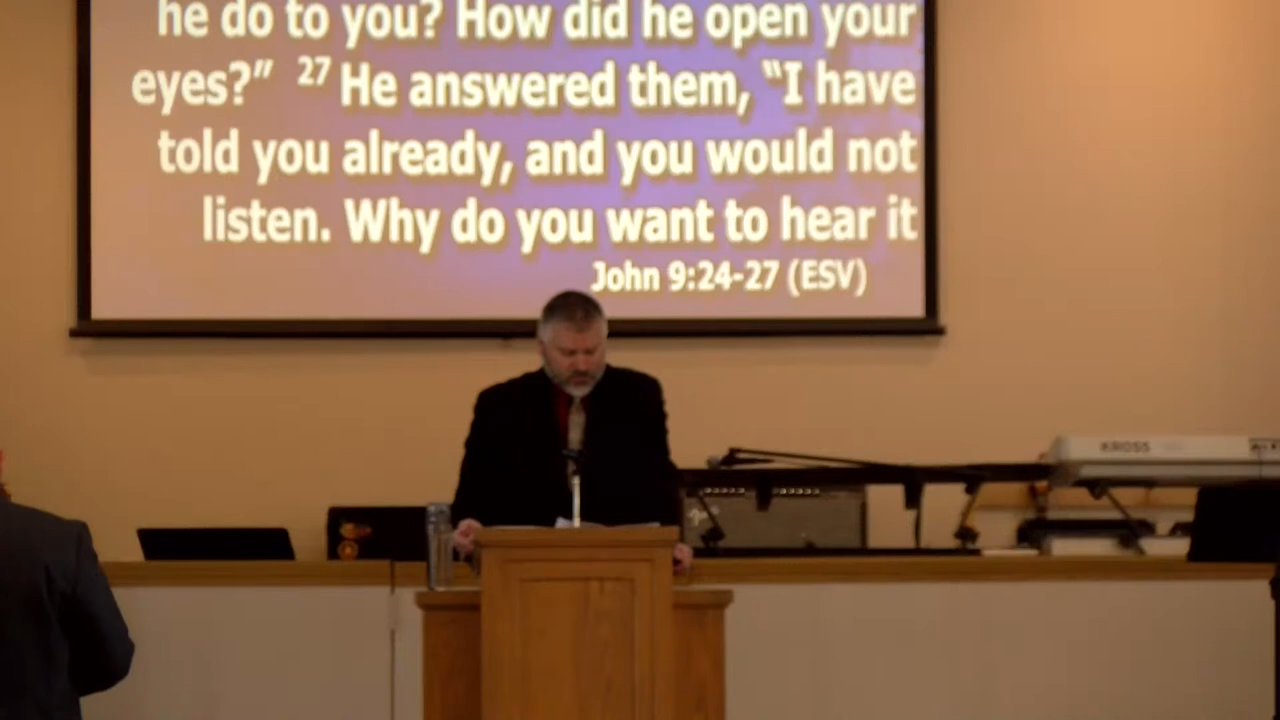 he do to you? How did he open your
eyes?” 27 He answered them, “I have
told you already, and you would not
listen. Why do you want to hear it
John 9:24-27 (ESV)
KROSS